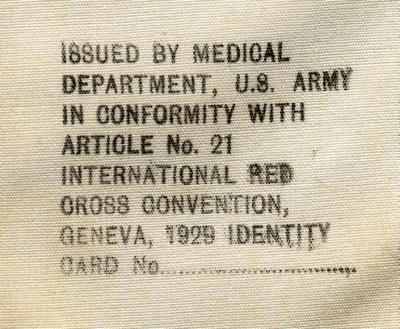 ISSUED BY MEDICAL
DEPARTMENT, U.S. ARMY
IN CONFORMITY WITH
ARTICLE No. 21
INTERNATIONAL RED
CROSS CONVENTION,
GENEVA, 1929 IDENTITY
CARD No..............................